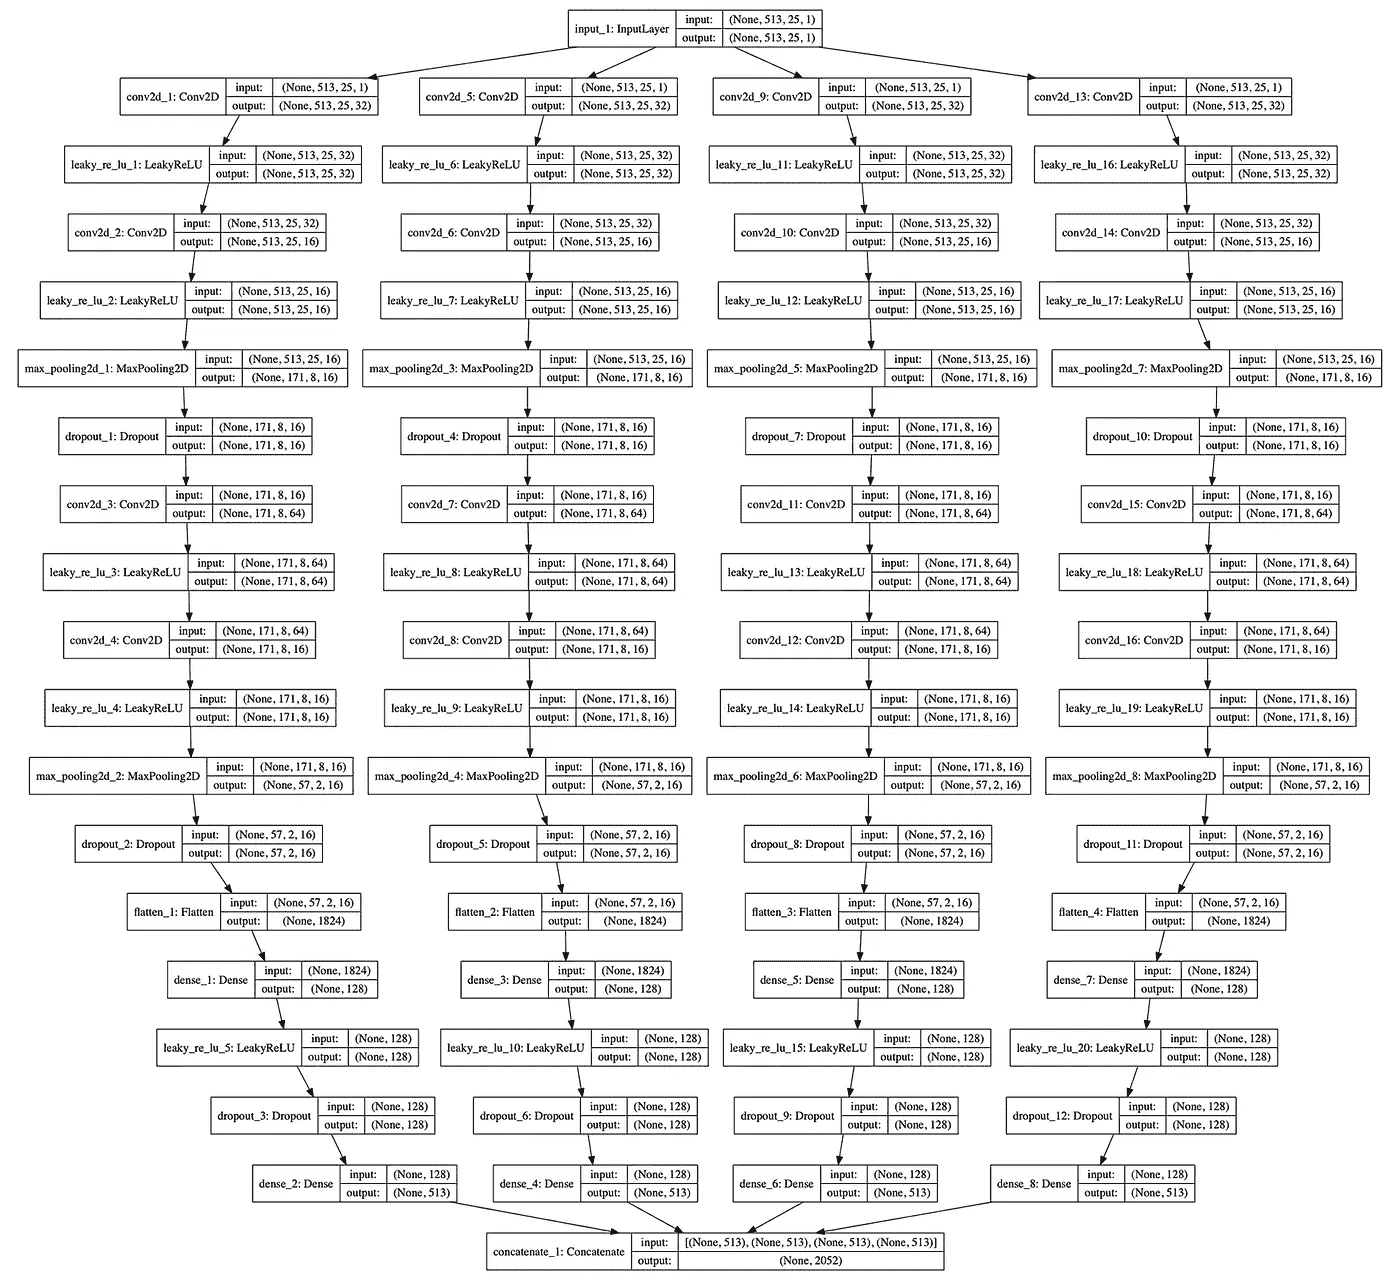 input_1: InputLayer input: (None, 513, 25, 1)
output: (None, 513, 25, 1)
conv2d_1: Conv2D input: (None, 513, 25, 1)
output: (None, 513, 25, 32)
conv2d_5: Conv2D input: (None, 513, 25, 1)
output: (None, 513, 25, 32)
conv2d_9: Conv2D input: (None, 513, 25, 1)
output: (None, 513, 25, 32)
conv2d_13: Conv2D input: (None, 513, 25, 1)
output: (None, 513, 25, 32)
leaky_re_lu_1: LeakyReLU input: (None, 513, 25, 32)
output: (None, 513, 25, 32)
leaky_re_lu_6: LeakyReLU input: (None, 513, 25, 32)
output: (None, 513, 25, 32)
leaky_re_lu_11: LeakyReLU input: (None, 513, 25, 32)
output: (None, 513, 25, 32)
leaky_re_lu_16: LeakyReLU input: (None, 513, 25, 32)
output: (None, 513, 25, 32)
conv2d_2: Conv2D input: (None, 513, 25, 32)
output: (None, 513, 25, 16)
conv2d_6: Conv2D input: (None, 513, 25, 32)
output: (None, 513, 25, 16)
conv2d_10: Conv2D input: (None, 513, 25, 32)
output: (None, 513, 25, 16)
conv2d_14: Conv2D input: (None, 513, 25, 32)
output: (None, 513, 25, 16)
leaky_re_lu_2: LeakyReLU input: (None, 513, 25, 16)
output: (None, 513, 25, 16)
leaky_re_lu_7: LeakyReLU input: (None, 513, 25, 16)
output: (None, 513, 25, 16)
leaky_re_lu_12: LeakyReLU input: (None, 513, 25, 16)
output: (None, 513, 25, 16)
leaky_re_lu_17: LeakyReLU input: (None, 513, 25, 16)
output: (None, 513, 25, 16)
max_pooling2d_1: MaxPooling2D input: (None, 513, 25, 16)
output: (None, 171, 8, 16)
max_pooling2d_3: MaxPooling2D input: (None, 513, 25, 16)
output: (None, 171, 8, 16)
max_pooling2d_5: MaxPooling2D input: (None, 513, 25, 16)
output: (None, 171, 8, 16)
max_pooling2d_7: MaxPooling2D input: (None, 513, 25, 16)
output: (None, 171, 8, 16)
dropout_1: Dropout input: (None, 171, 8, 16)
output: (None, 171, 8, 16)
dropout_4: Dropout input: (None, 171, 8, 16)
output: (None, 171, 8, 16)
dropout_7: Dropout input: (None, 171, 8, 16)
output: (None, 171, 8, 16)
dropout_10: Dropout input: (None, 171, 8, 16)
output: (None, 171, 8, 16)
conv2d_3: Conv2D input: (None, 171, 8, 16)
output: (None, 171, 8, 64)
conv2d_7: Conv2D input: (None, 171, 8, 16)
output: (None, 171, 8, 64)
conv2d_11: Conv2D input: (None, 171, 8, 16)
output: (None, 171, 8, 64)
conv2d_15: Conv2D input: (None, 171, 8, 16)
output: (None, 171, 8, 64)
leaky_re_lu_3: LeakyReLU input: (None, 171, 8, 64)
output: (None, 171, 8, 64)
leaky_re_lu_8: LeakyReLU input: (None, 171, 8, 64)
output: (None, 171, 8, 64)
leaky_re_lu_13: LeakyReLU input: (None, 171, 8, 64)
output: (None, 171, 8, 64)
leaky_re_lu_18: LeakyReLU input: (None, 171, 8, 64)
output: (None, 171, 8, 64)
conv2d_4: Conv2D input: (None, 171, 8, 64)
output: (None, 171, 8, 16)
conv2d_8: Conv2D input: (None, 171, 8, 64)
output: (None, 171, 8, 16)
conv2d_12: Conv2D input: (None, 171, 8, 64)
output: (None, 171, 8, 16)
conv2d_16: Conv2D input: (None, 171, 8, 64)
output: (None, 171, 8, 16)
leaky_re_lu_4: LeakyReLU input: (None, 171, 8, 16)
output: (None, 171, 8, 16)
leaky_re_lu_9: LeakyReLU input: (None, 171, 8, 16)
output: (None, 171, 8, 16)
leaky_re_lu_14: LeakyReLU input: (None, 171, 8, 16)
output: (None, 171, 8, 16)
leaky_re_lu_19: LeakyReLU input: (None, 171, 8, 16)
output: (None, 171, 8, 16)
max_pooling2d_2: MaxPooling2D input: (None, 171, 8, 16)
output: (None, 57, 2, 16)
max_pooling2d_4: MaxPooling2D input: (None, 171, 8, 16)
output: (None, 57, 2, 16)
max_pooling2d_6: MaxPooling2D input: (None, 171, 8, 16)
output: (None, 57, 2, 16)
max_pooling2d_8: MaxPooling2D input: (None, 171, 8, 16)
output: (None, 57, 2, 16)
dropout_2: Dropout input: (None, 57, 2, 16)
output: (None, 57, 2, 16)
dropout_5: Dropout input: (None, 57, 2, 16)
output: (None, 57, 2, 16)
dropout_8: Dropout input: (None, 57, 2, 16)
output: (None, 57, 2, 16)
dropout_11: Dropout input: (None, 57, 2, 16)
output: (None, 57, 2, 16)
flatten_1: Flatten input: (None, 57, 2, 16)
output: (None, 1824)
flatten_2: Flatten input: (None, 57, 2, 16)
output: (None, 1824)
flatten_3: Flatten input: (None, 57, 2, 16)
output: (None, 1824)
flatten_4: Flatten input: (None, 57, 2, 16)
output: (None, 1824)
dense_1: Dense input: (None, 1824)
output: (None, 128)
dense_3: Dense input: (None, 1824)
output: (None, 128)
dense_5: Dense input: (None, 1824)
output: (None, 128)
dense_7: Dense input: (None, 1824)
output: (None, 128)
leaky_re_lu_5: LeakyReLU input: (None, 128)
output: (None, 128)
leaky_re_lu_10: LeakyReLU input: (None, 128)
output: (None, 128)
leaky_re_lu_15: LeakyReLU input: (None, 128)
output: (None, 128)
leaky_re_lu_20: LeakyReLU input: (None, 128)
output: (None, 128)
dropout_3: Dropout input: (None, 128)
output: (None, 128)
dropout_6: Dropout input: (None, 128)
output: (None, 128)
dropout_9: Dropout input: (None, 128)
output: (None, 128)
dropout_12: Dropout input: (None, 128)
output: (None, 128)
dense_2: Dense input: (None, 128)
output: (None, 513)
dense_4: Dense input: (None, 128)
output: (None, 513)
dense_6: Dense input: (None, 128)
output: (None, 513)
dense_8: Dense input: (None, 128)
output: (None, 513)
concatenate_1: Concatenate input: [(None, 513), (None, 513), (None, 513), (None, 513)]
output: (None, 2052)